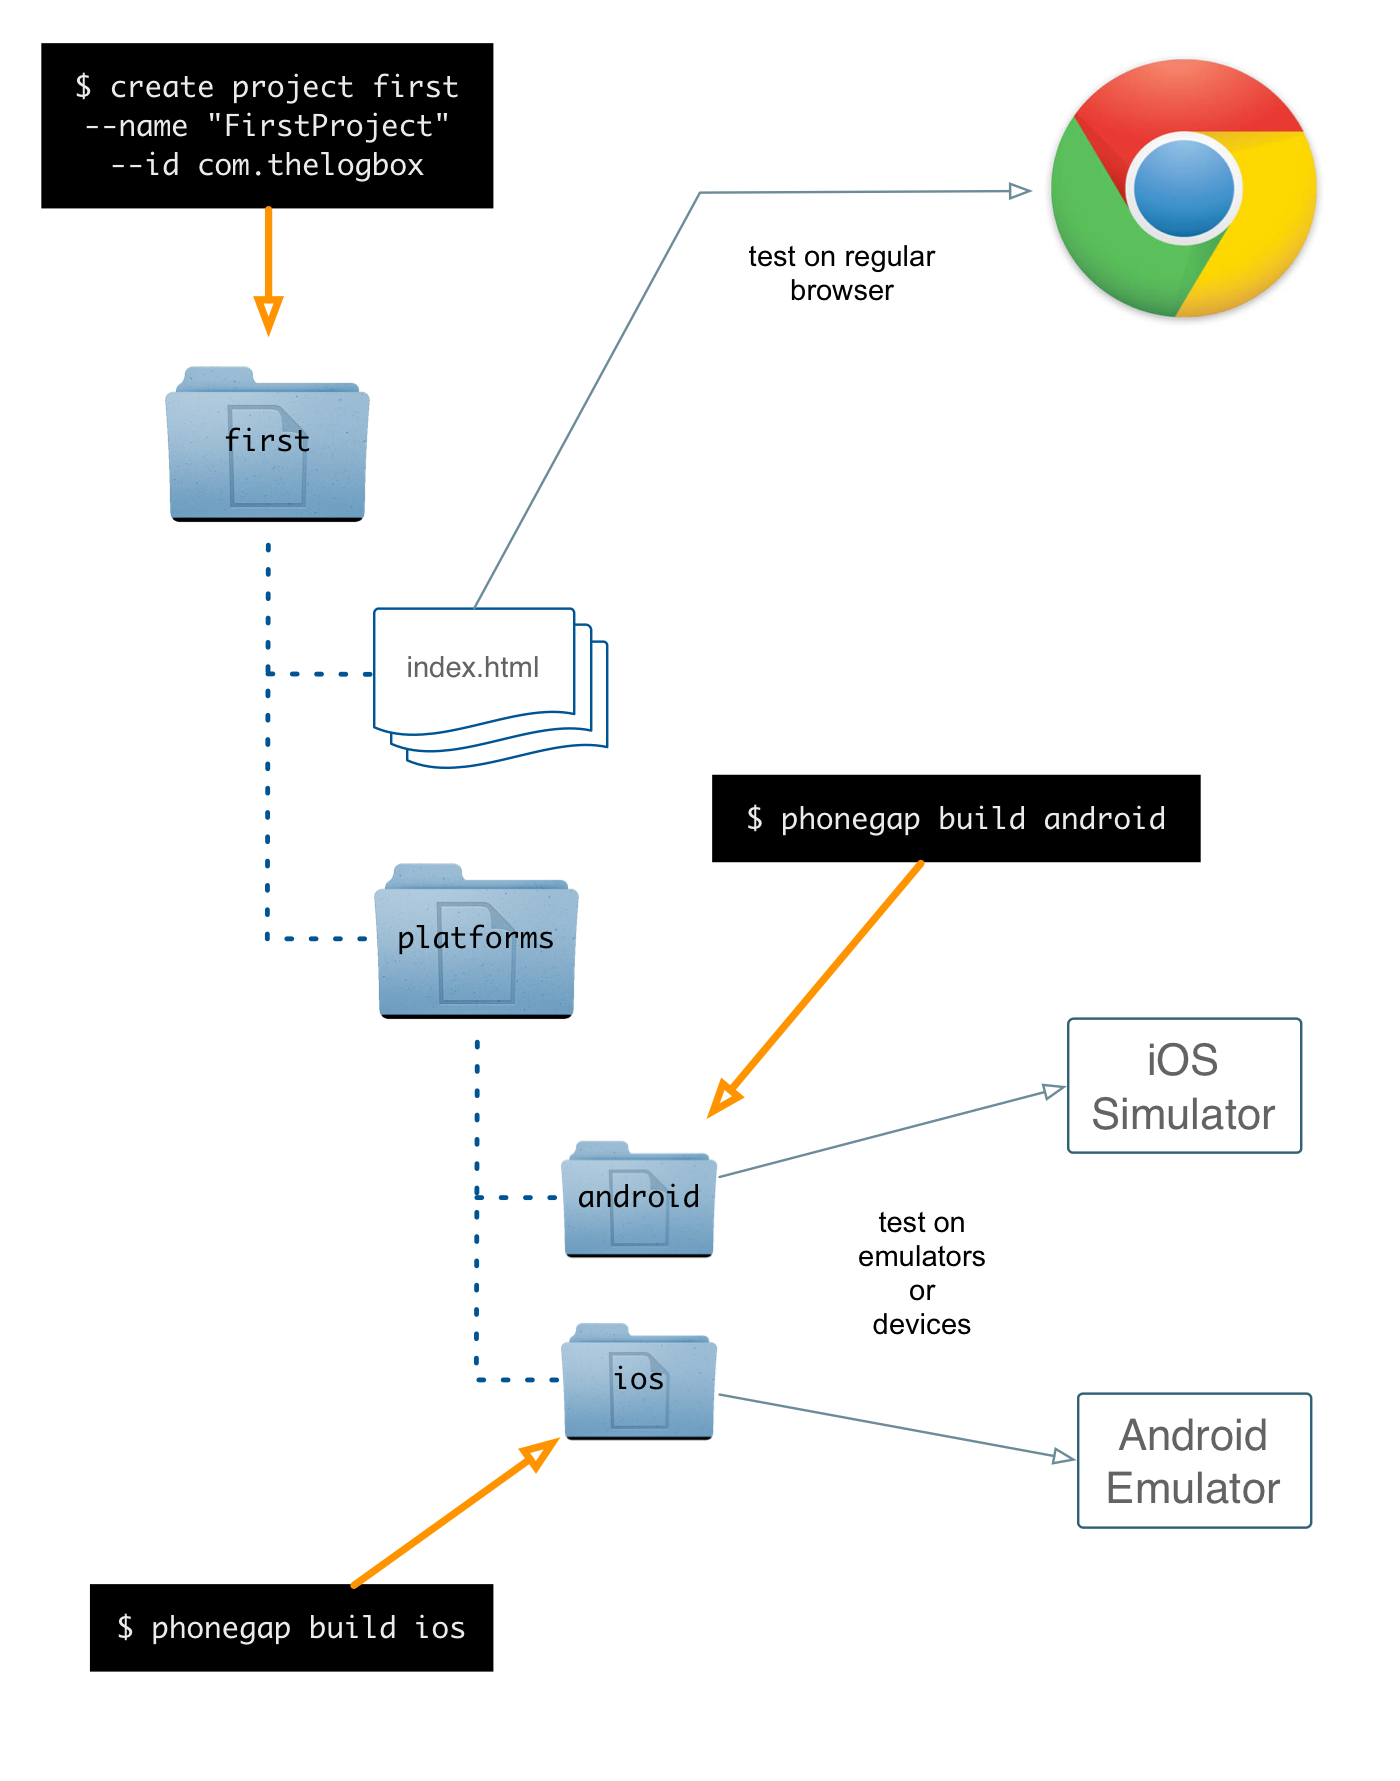 $ create project first
--name "FirstProject"
--id com.thelogbox
test on regular
browser
first
index.html
$ phonegap build android
platforms
iOS
Simulator
android
test on
emulators
or
devices
ios
Android
Emulator
$ phonegap build ios